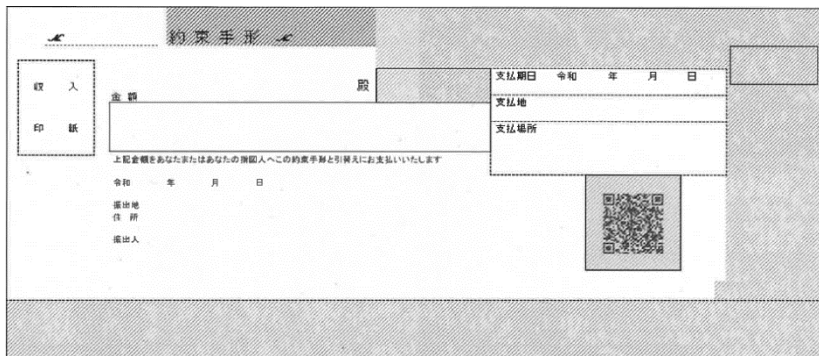 約束手形
収入
印紙
殿
金額
支払期日 令和 年 月 日
支払地
支払場所
上記金額をあなたまたはあなたの指図人へこの約束手形と引替えにお支払いいたします
令和 年 月 日
振出地
住所
振出人